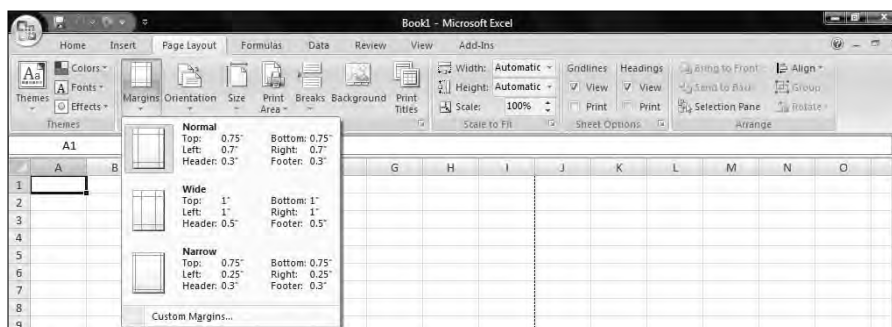 Book1 - Microsoft Excel
Home Insert Page Layout Formulas Data Review View Add-Ins
Aa Colors Margins Orientation Size Print Area Breaks Background Print Titles Width: Automatic Gridlines Headings Bring to Front Align
Themes A Fonts Height: Automatic View View Send to Back Group
Effects Scale: 100% Print Print Selection Pane Rotate
Themes Scale to Fit Sheet Options Arrange
A1
Normal
Top: 0.75" Bottom: 0.75"
Left: 0.7" Right: 0.7"
Header: 0.3" Footer: 0.3"
Wide
Top: 1" Bottom: 1"
Left: 1" Right: 1"
Header: 0.5" Footer: 0.5"
Narrow
Top: 0.75" Bottom: 0.75"
Left: 0.25" Right: 0.25"
Header: 0.3" Footer: 0.3"
Custom Margins...
A B G H I J K L M N O
1
2
3
4
5
6
7
8
9